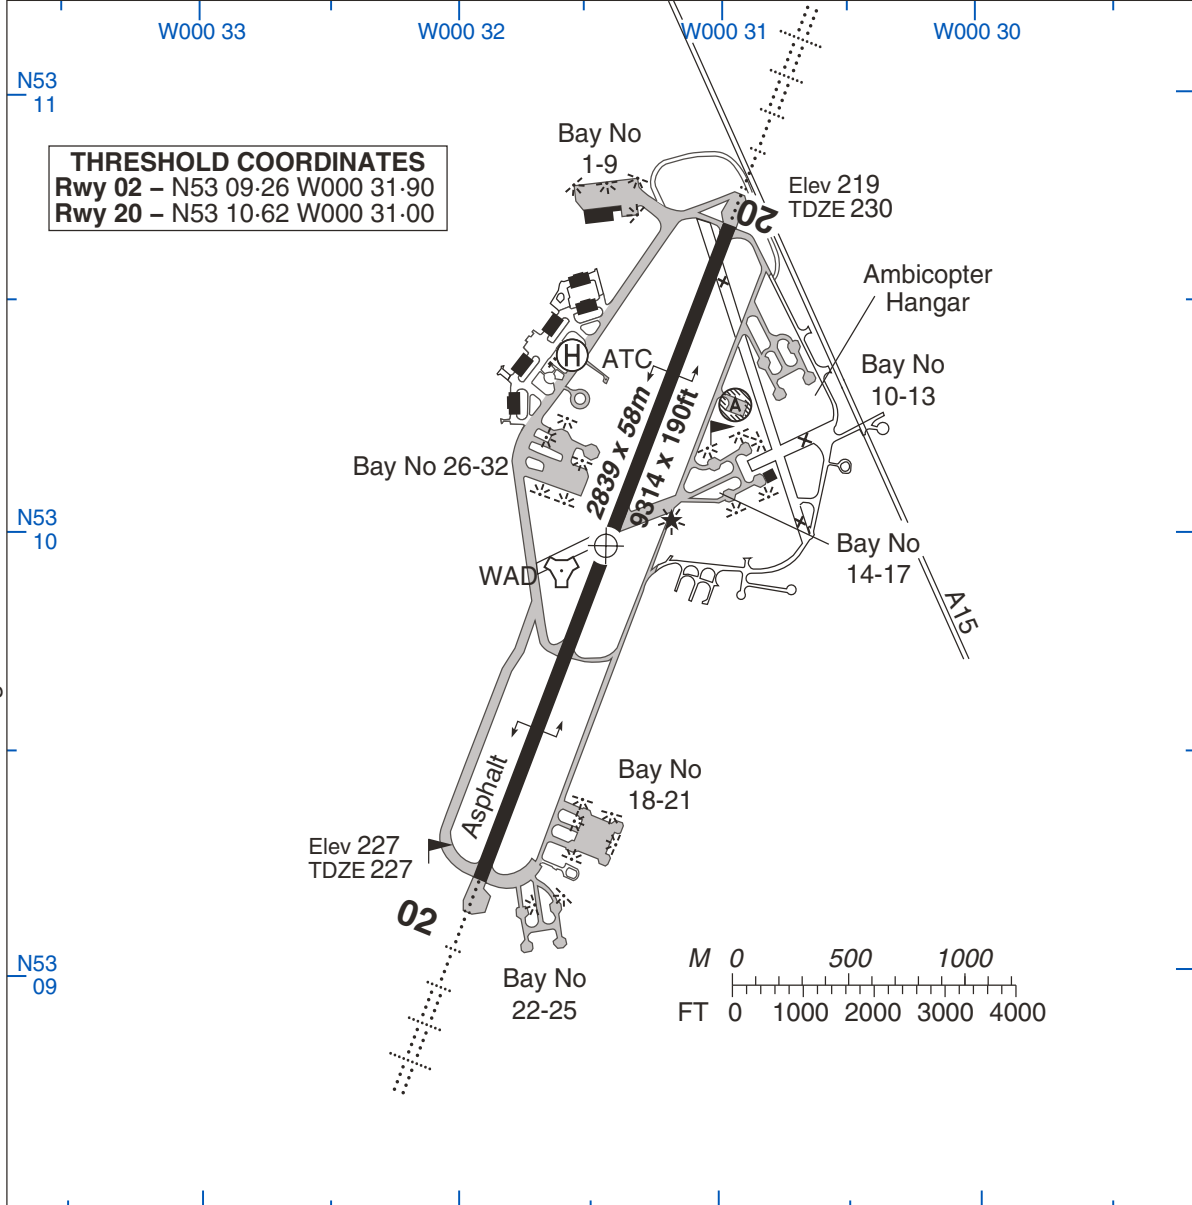 W000 33
W000 32
W000 31
W000 30
N53
11
THRESHOLD COORDINATES
Rwy 02 – N53 09·26 W000 31·90
Rwy 20 – N53 10·62 W000 31·00
Bay No
1-9
20
Elev 219
TDZE 230
Ambicopter
Hangar
H
ATC
Bay No
10-13
A
2839 x 58m
9314 x 190ft
Bay No 26-32
N53
10
Bay No
14-17
WAD
A15
Asphalt
Bay No
18-21
Elev 227
TDZE 227
02
N53
09
Bay No
22-25
M 0 500 1000
FT 0 1000 2000 3000 4000